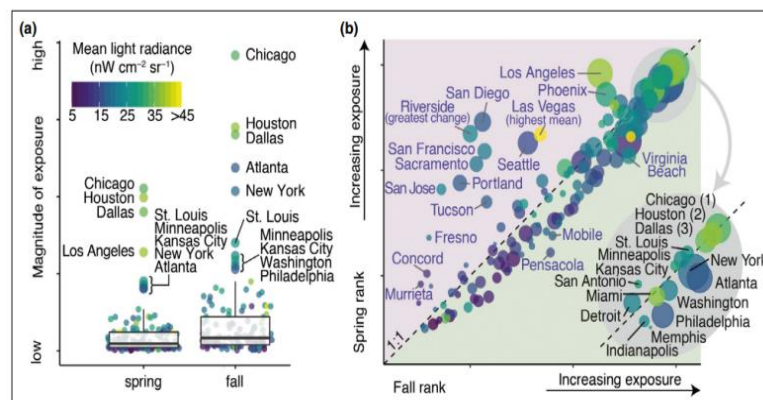 (a)
high
Mean light radiance
(nW cm⁻² sr⁻¹)
5 15 25 35 >45
Chicago
Houston
Dallas
Atlanta
New York
Chicago
Houston
Dallas
Los Angeles
St. Louis
Minneapolis
Kansas City
New York
Atlanta
St. Louis
Minneapolis
Kansas City
Washington
Philadelphia
Magnitude of exposure
low
spring
fall
(b)
Increasing exposure
Spring rank
Los Angeles
Phoenix
San Diego
Riverside
(greatest change)
Las Vegas
(highest mean)
San Francisco
Sacramento
Seattle
Virginia
Beach
San Jose
Portland
Tucson
Fresno
Mobile
Concord
Pensacola
Murrieta
1:1
Chicago (1)
Houston (2)
Dallas (3)
St. Louis
Minneapolis
Kansas City
New York
San Antonio
Atlanta
Miami
Washington
Detroit
Philadelphia
Memphis
Indianapolis
Fall rank
Increasing exposure